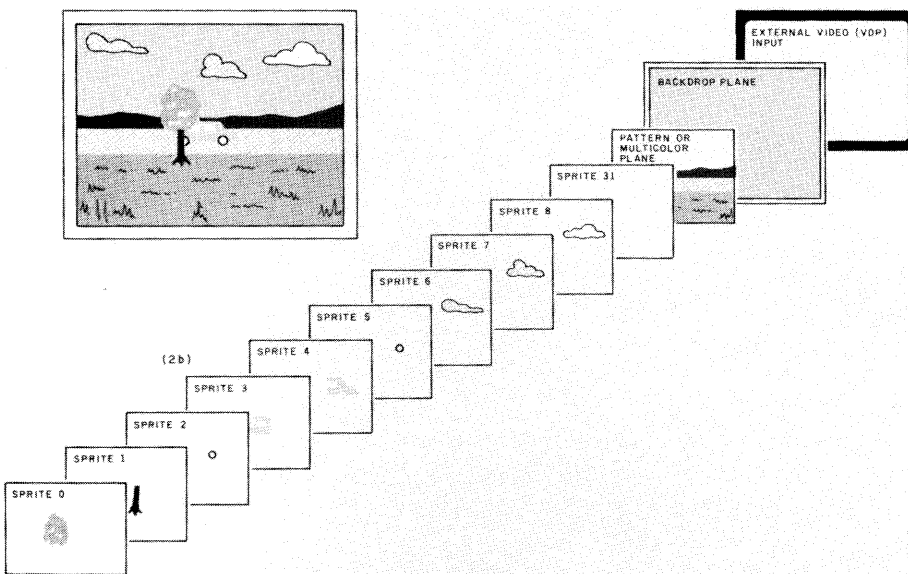 EXTERNAL VIDEO (VDP)
INPUT
BACKDROP PLANE
PATTERN OR
MULTICOLOR
PLANE
SPRITE 31
SPRITE 8
SPRITE 7
SPRITE 6
SPRITE 5
(2b)
SPRITE 4
SPRITE 3
SPRITE 2
SPRITE 1
SPRITE 0